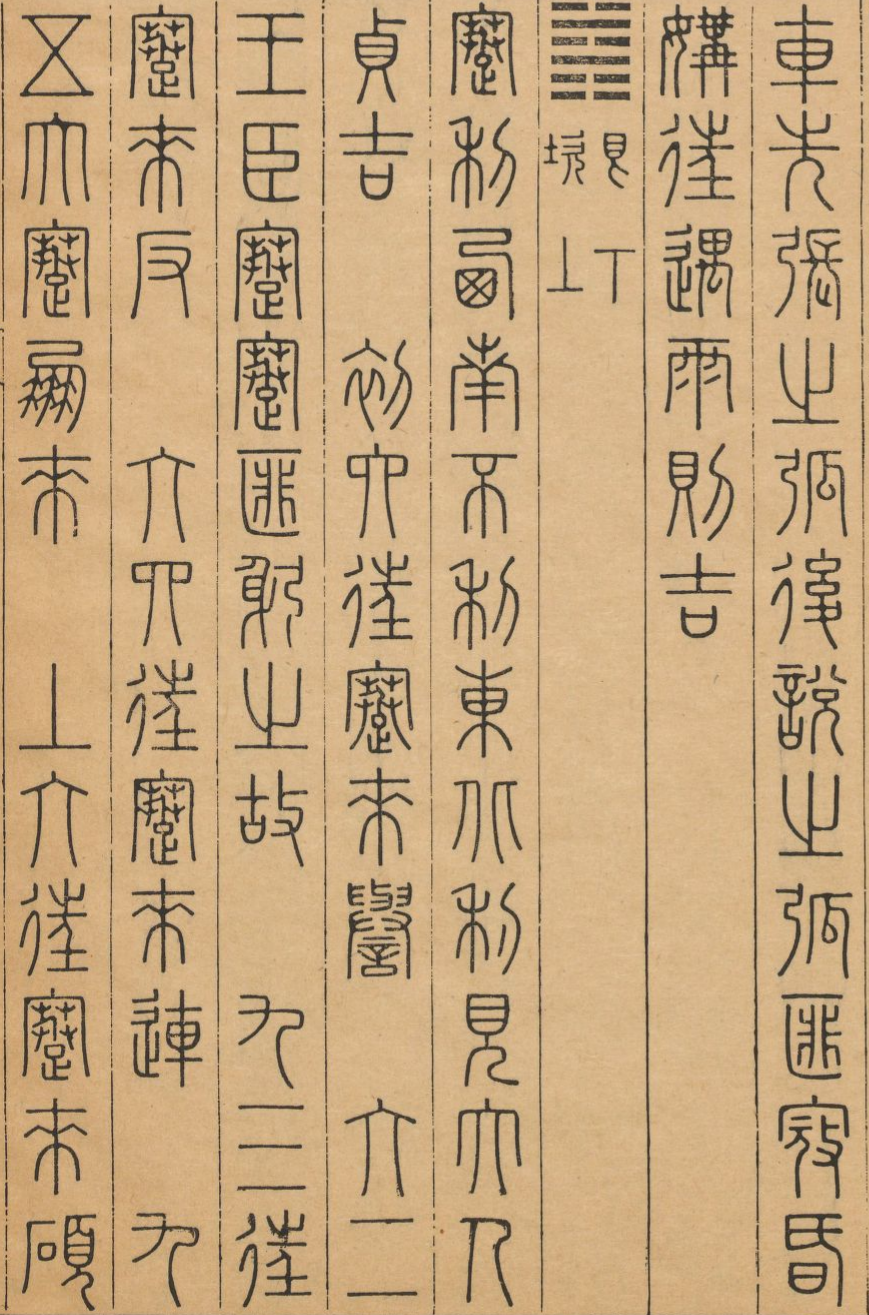 車先張之弧後說之弧匪寇昏
媾往遇雨則吉
䷦艮下坎上
蹇利西南不利東北利見大人
貞吉　初六往蹇來譽　六二
王臣蹇蹇匪躬之故　九三往
蹇來反　六四往蹇來連　九
五大蹇朋來　上六往蹇來碩